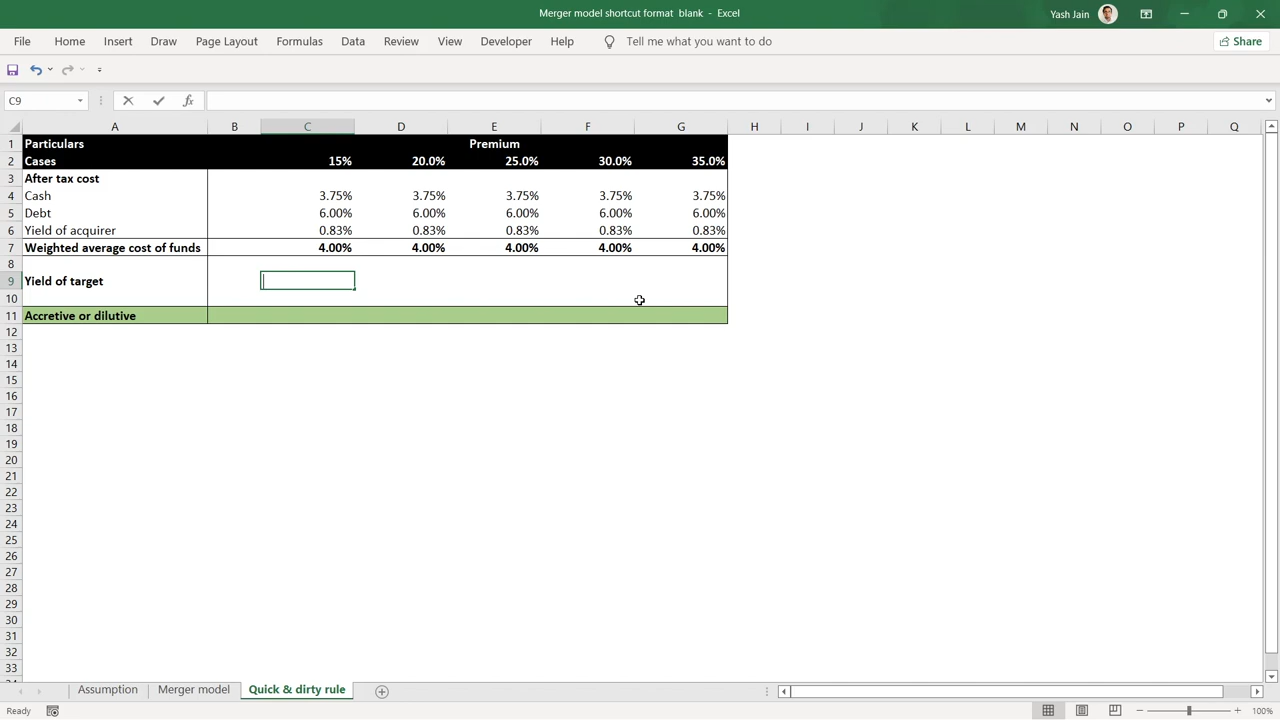 Merger model shortcut format blank - Excel
Yash Jain
File Home Insert Draw Page Layout Formulas Data Review View Developer Help Tell me what you want to do Share
C9 fx
A B C D E F G H I J K L M N O P Q
1 Particulars Premium
2 Cases 15% 20.0% 25.0% 30.0% 35.0%
3 After tax cost
4 Cash 3.75% 3.75% 3.75% 3.75% 3.75%
5 Debt 6.00% 6.00% 6.00% 6.00% 6.00%
6 Yield of acquirer 0.83% 0.83% 0.83% 0.83% 0.83%
7 Weighted average cost of funds 4.00% 4.00% 4.00% 4.00% 4.00%
8
9 Yield of target
10
11 Accretive or dilutive
12
13
14
15
16
17
18
19
20
21
22
23
24
25
26
27
28
29
30
31
32
33
Assumption Merger model Quick & dirty rule
Ready 100%